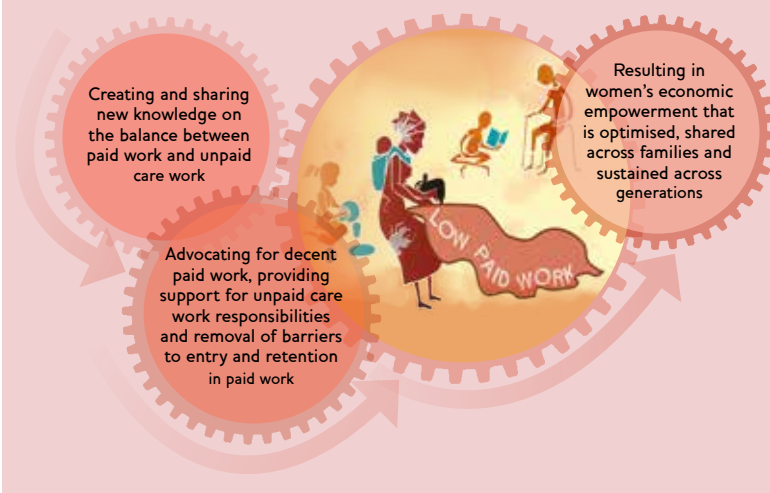 Creating and sharing
new knowledge on
the balance between
paid work and unpaid
care work
Advocating for decent
paid work, providing
support for unpaid care
work responsibilities
and removal of barriers
to entry and retention
in paid work
LOW PAID WORK
Resulting in
women’s economic
empowerment that
is optimised, shared
across families and
sustained across
generations